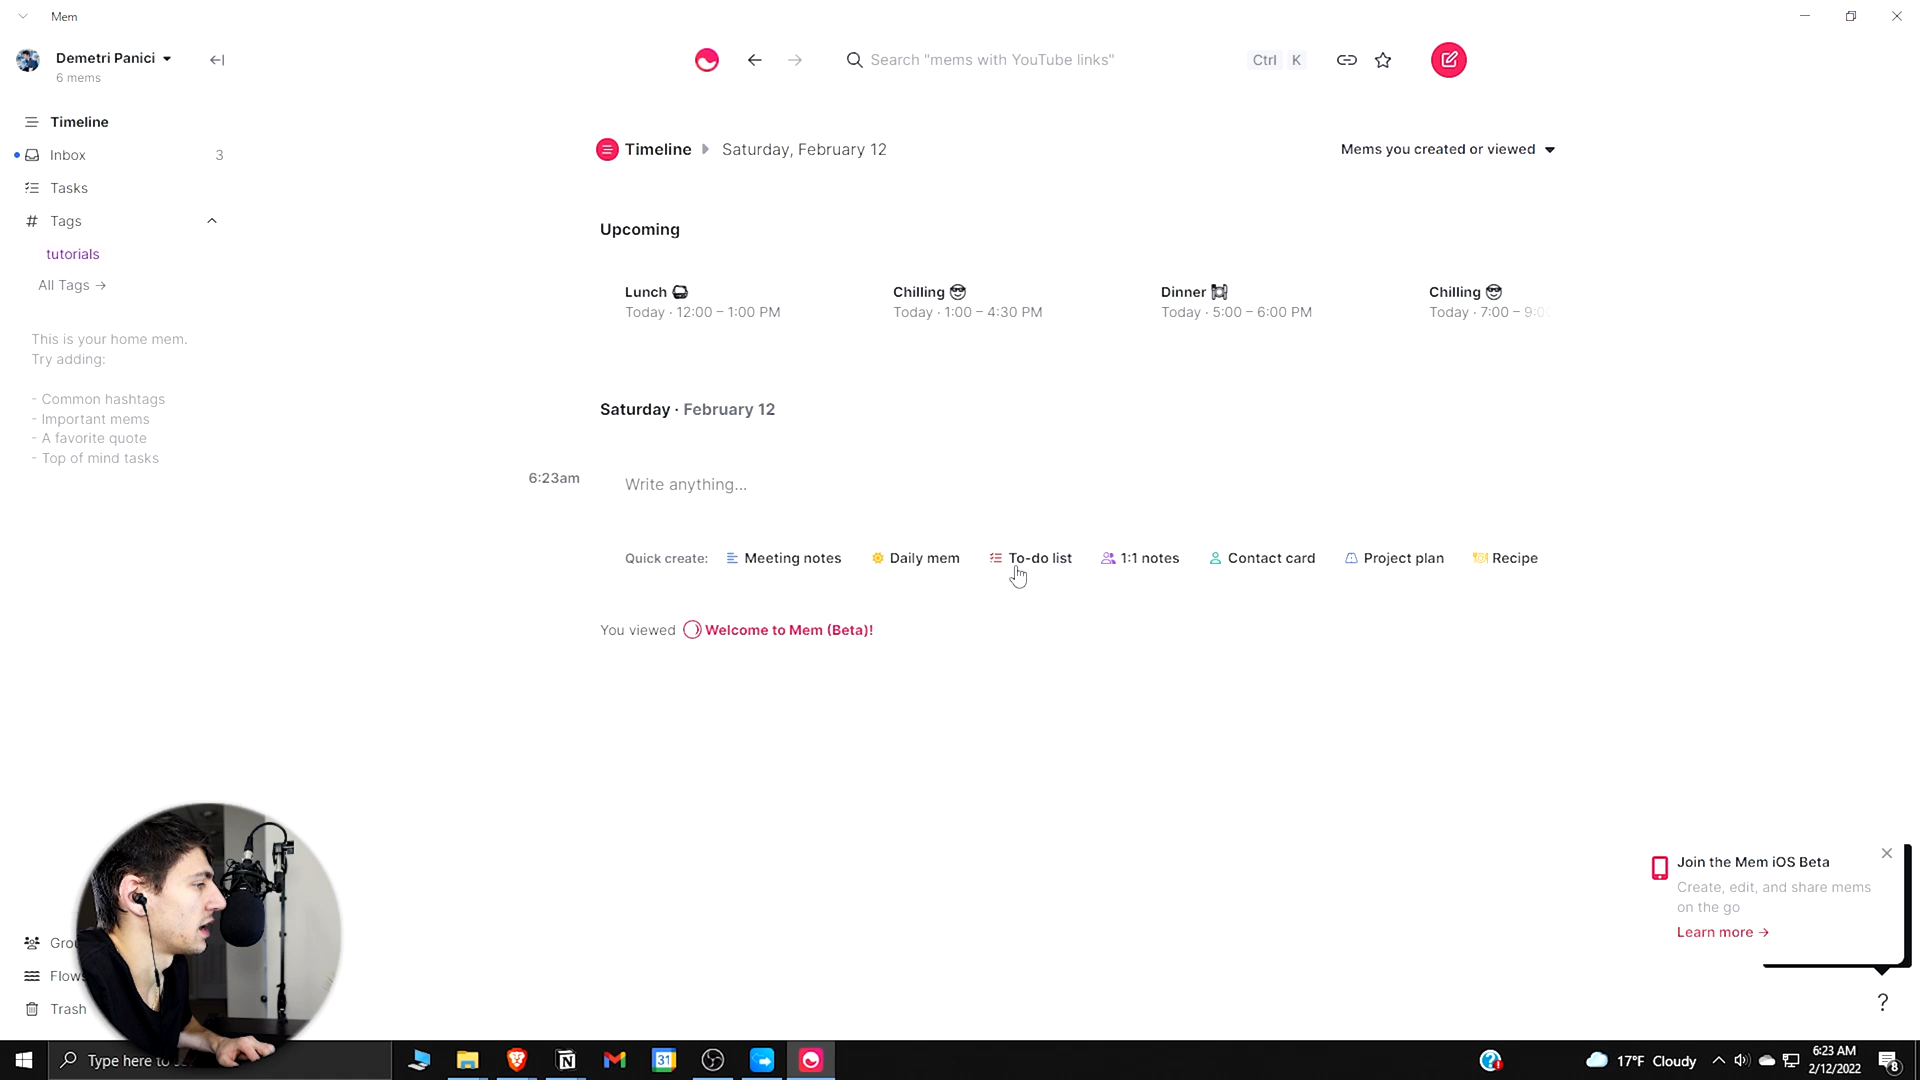 Mem
Demetri Panici
6 mems
Search "mems with YouTube links"
Ctrl K
Timeline
Inbox 3
Tasks
# Tags
tutorials
All Tags →
This is your home mem.
Try adding:
- Common hashtags
- Important mems
- A favorite quote
- Top of mind tasks
Flows
Trash
Timeline Saturday, February 12
Mems you created or viewed
Upcoming
Lunch
Today · 12:00 – 1:00 PM
Chilling
Today · 1:00 – 4:30 PM
Dinner
Today · 5:00 – 6:00 PM
Chilling
Today · 7:00 – 9:00
Saturday · February 12
6:23am
Write anything...
Quick create: Meeting notes Daily mem To-do list 1:1 notes Contact card Project plan Recipe
You viewed Welcome to Mem (Beta)!
Join the Mem iOS Beta
Create, edit, and share mems
on the go
Learn more →
?
Type here to
31
17°F Cloudy
6:23 AM
2/12/2022
8